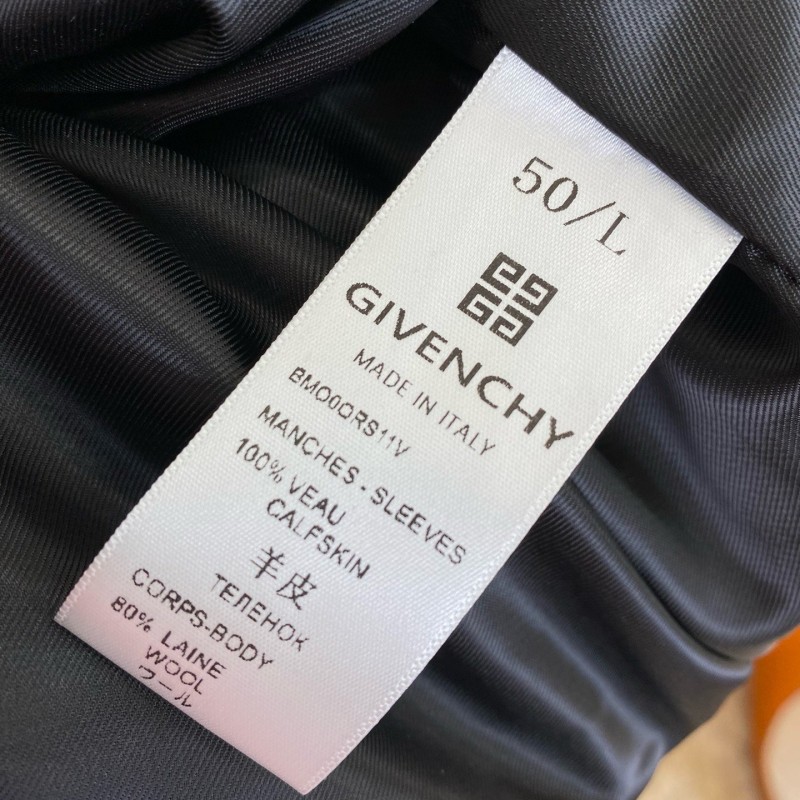 50/L
GIVENCHY
MADE IN ITALY
BMO0QRS11V
MANCHES - SLEEVES
100% VEAU
CALFSKIN
羊皮
ТЕЛЕНОК
CORPS-BODY
80% LAINE
WOOL
ウール